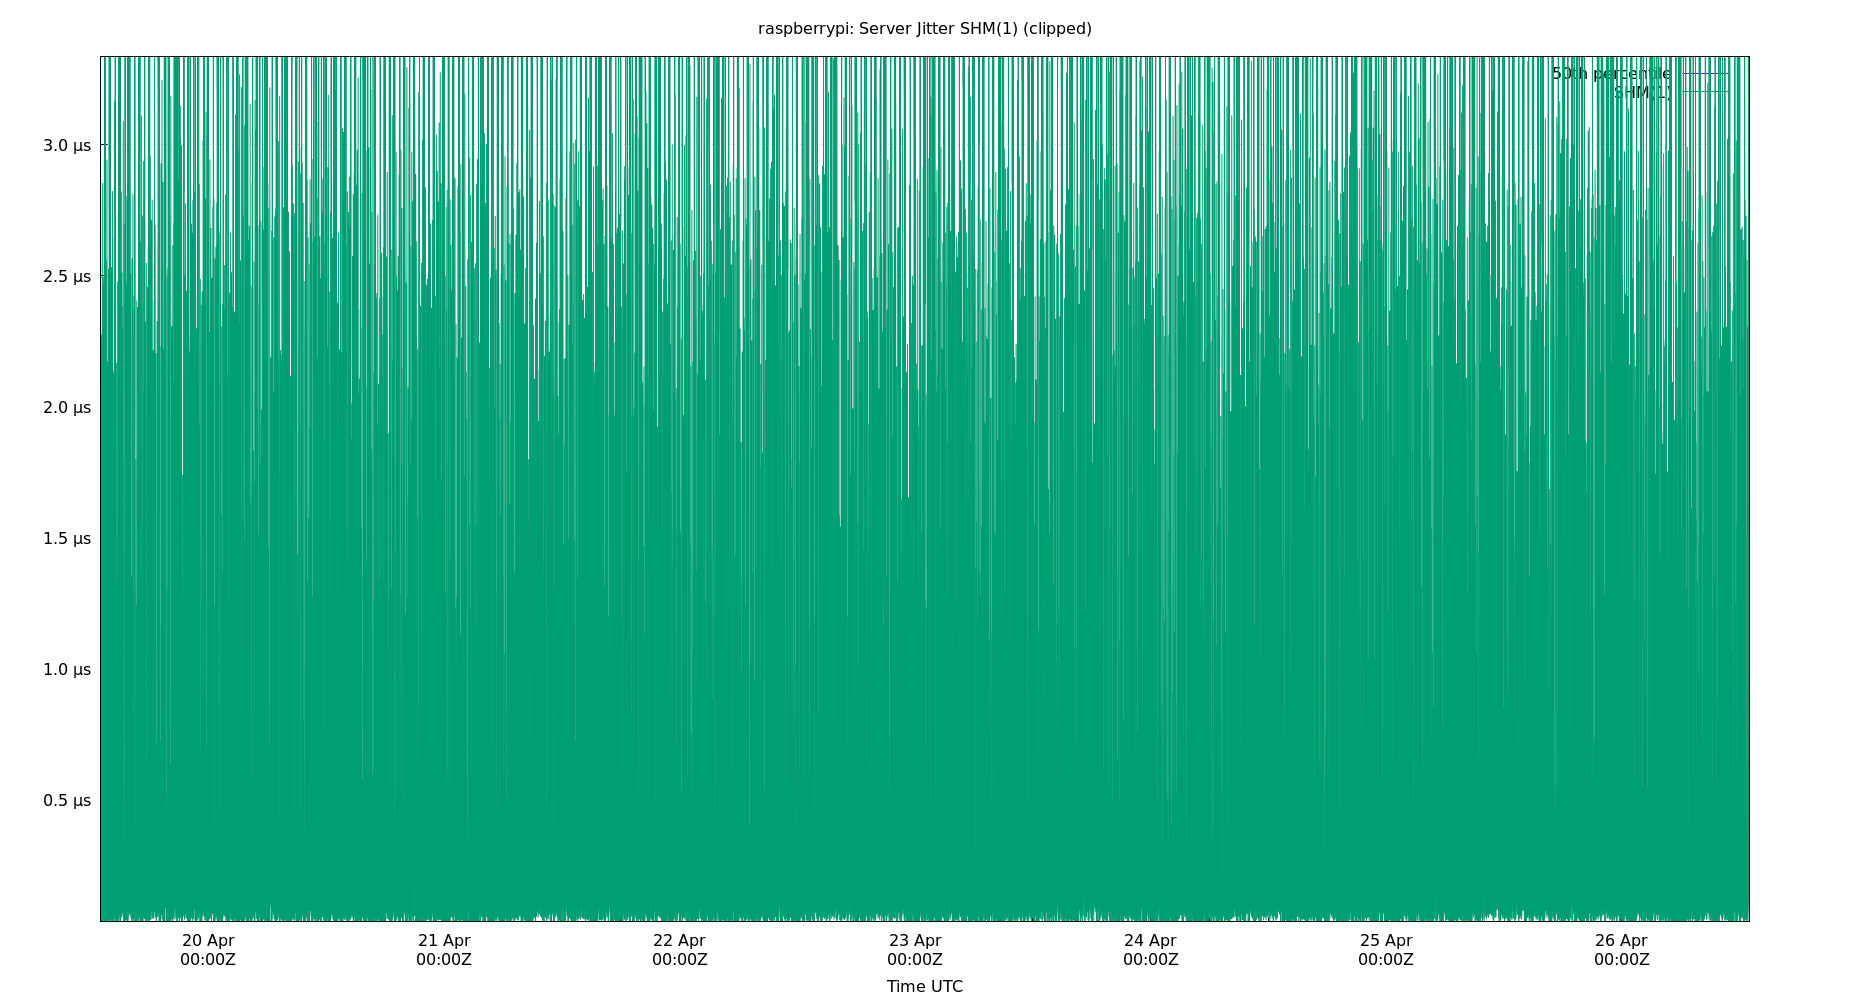 raspberrypi: Server Jitter SHM(1) (clipped)
50th percentile
SHM(1)
3.0 µs
2.5 µs
2.0 µs
1.5 µs
1.0 µs
0.5 µs
20 Apr 21 Apr 22 Apr 23 Apr 24 Apr 25 Apr 26 Apr
00:00Z 00:00Z 00:00Z 00:00Z 00:00Z 00:00Z 00:00Z
Time UTC